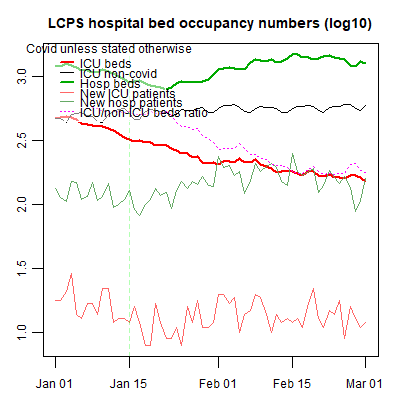 LCPS hospital bed occupancy numbers (log10)
Covid unless stated otherwise
ICU beds
ICU non-covid
Hosp beds
New ICU patients
New hosp patients
ICU/non-ICU beds ratio
3.0
2.5
2.0
1.5
1.0
Jan 01
Jan 15
Feb 01
Feb 15
Mar 01